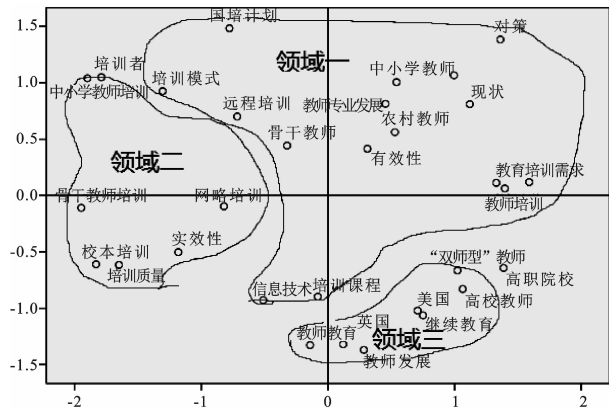 1.5
国培计划
对策
领域一
培训者
中小学教师
1.0
中小学教师培训
培训模式
现状
远程培训
教师专业发展
农村教师
0.5
骨干教师
有效性
领域二
教育培训需求
0.0
骨干教师培训
网略培训
教师培训
实效性
“双师型”教师
-0.5
校本培训
高职院校
培训质量
信息技术
培训课程
美国
高校教师
-1.0
英国
继续教育
教师教育
领域三
教师发展
-1.5
-2
-1
0
1
2